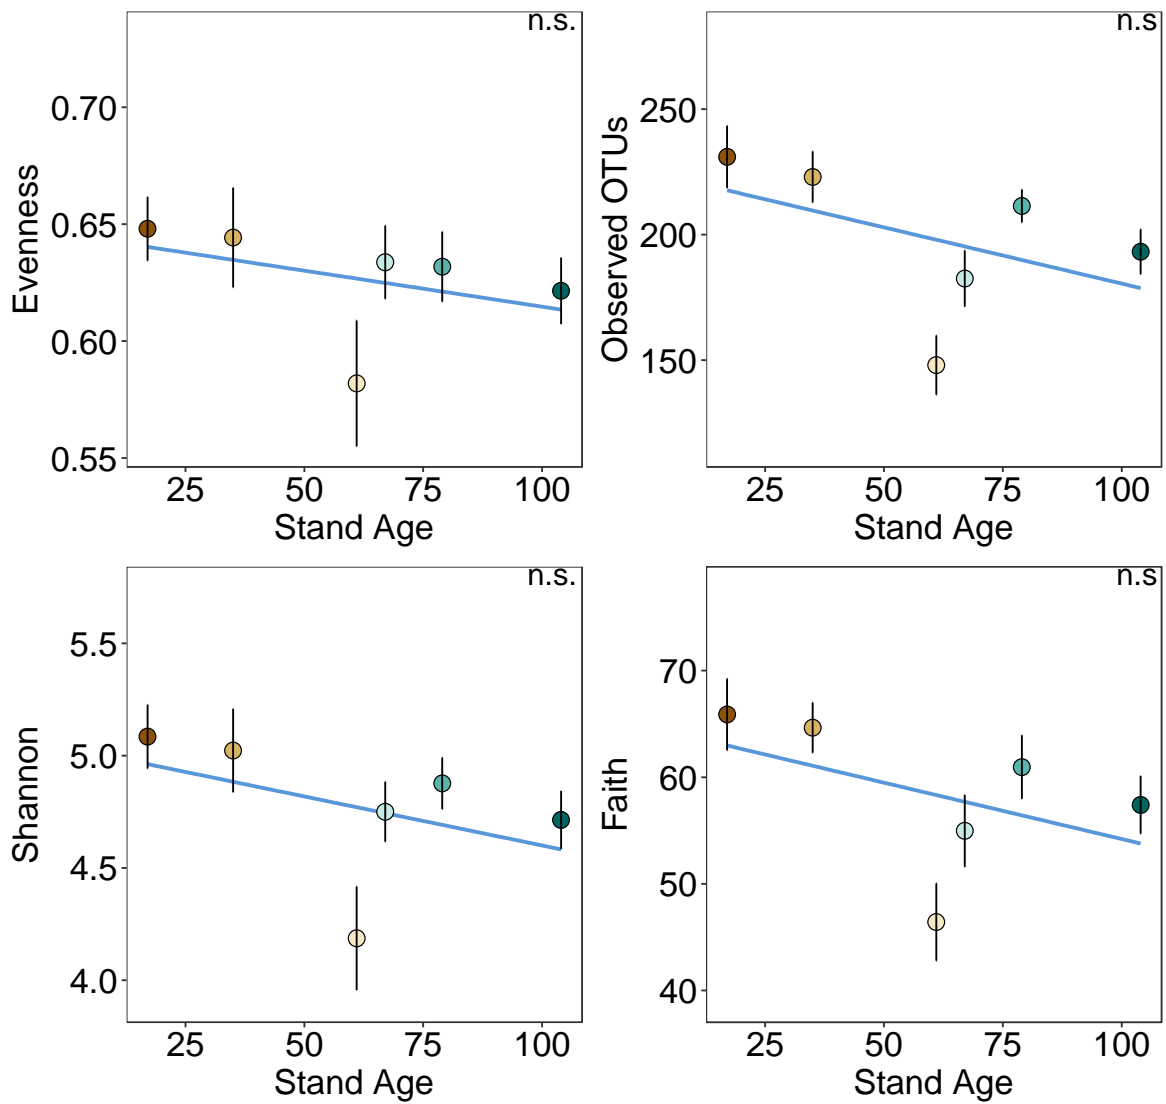 n.s.
Evenness
0.70
0.65
0.60
0.55
25 50 75 100
Stand Age
n.s
Observed OTUs
250
200
150
25 50 75 100
Stand Age
n.s.
Shannon
5.5
5.0
4.5
4.0
25 50 75 100
Stand Age
n.s
Faith
70
60
50
40
25 50 75 100
Stand Age